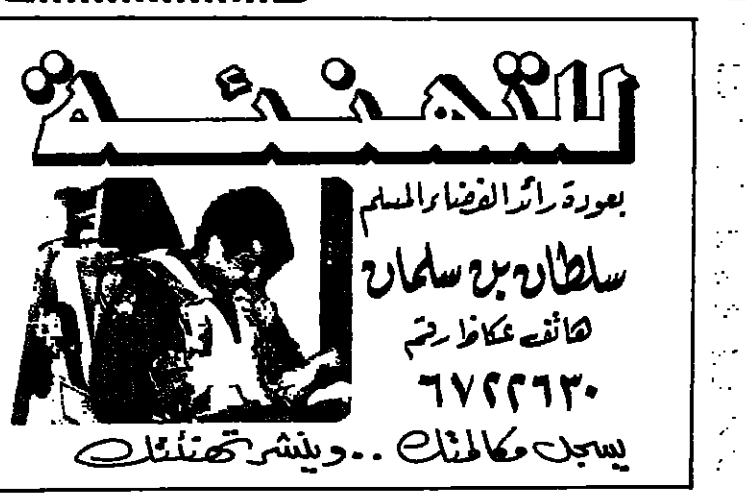 للتهنئة
بعودة رائد الفضاء المسلم
سلطان بن سلمان
هاتف عكاظ رقم
٦٧٢٢٦٣٠
يسجل مكالمتك .. وينشر تهنئتك